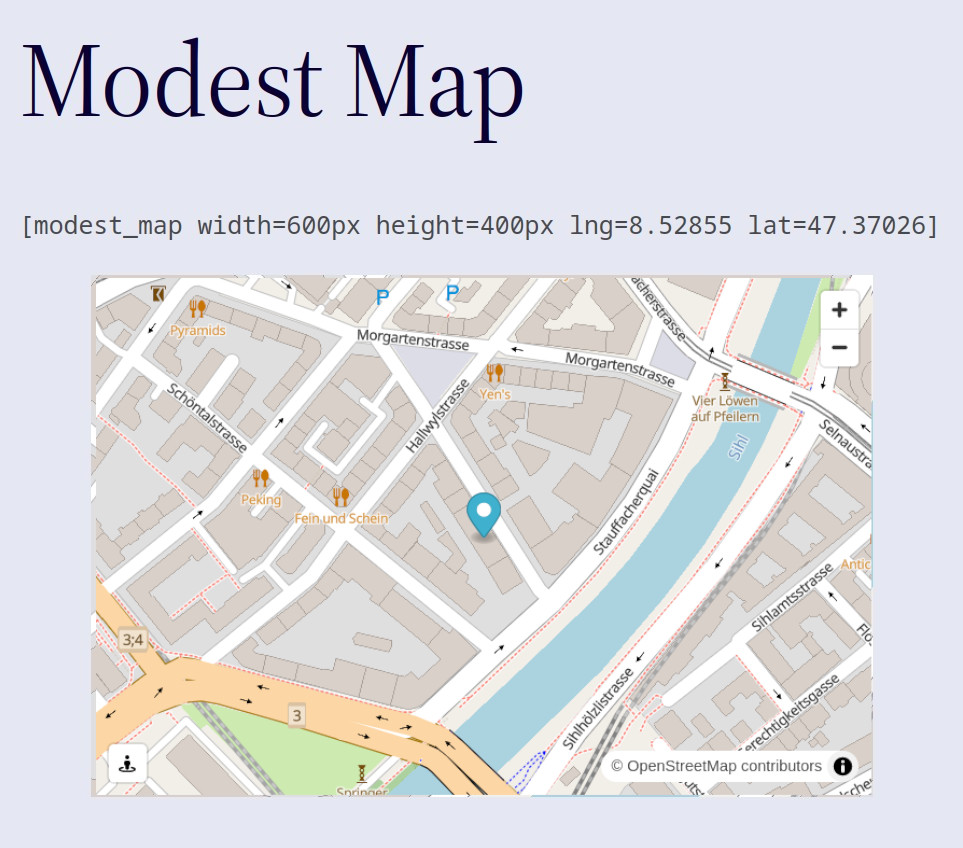 Modest Map
[modest_map width=600px height=400px lng=8.52855 lat=47.37026]
P
P
Pyramids
Morgartenstrasse
Morgartenstrasse
Yen's
Vier Löwen
auf Pfeilern
Schöntalstrasse
Hallwylstrasse
Sihl
Peking
Fein und Schein
Stauffacherquai
Antic
Sihlamtsstrasse
3;4
3
Sihlhölzlistrasse
Springer
© OpenStreetMap contributors